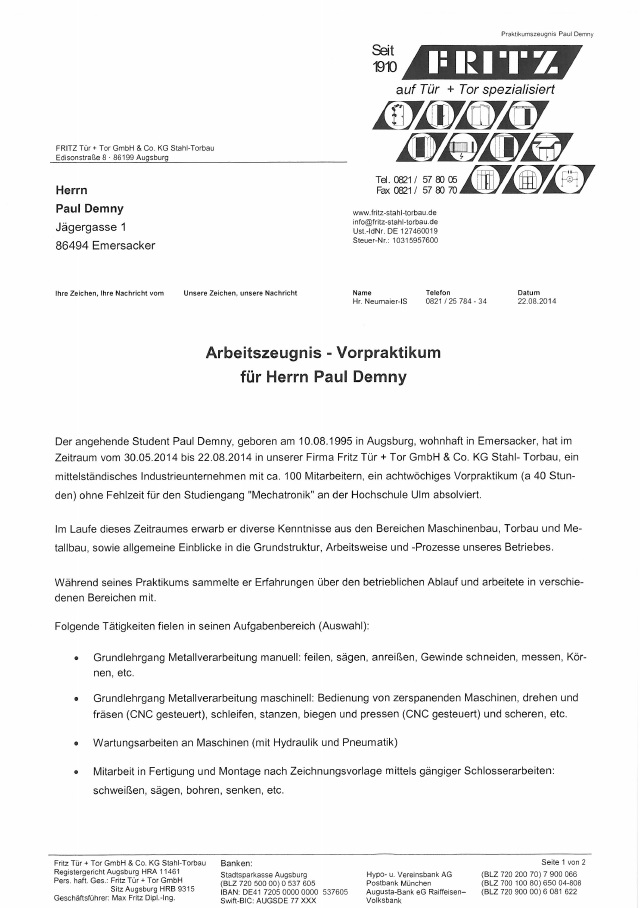 Praktikumszeugnis Paul Demny
Seit
1910
FRITZ
auf Tür + Tor spezialisiert
Tel. 0821 / 57 80 05
Fax 0821 / 57 80 70
FRITZ Tür + Tor GmbH & Co. KG Stahl-Torbau
Edisonstraße 8 · 86199 Augsburg
Herrn
Paul Demny
Jägergasse 1
86494 Emersacker
www.fritz-stahl-torbau.de
info@fritz-stahl-torbau.de
Ust.-IdNr. DE 127460019
Steuer-Nr.: 10315957600
Ihre Zeichen, Ihre Nachricht vom Unsere Zeichen, unsere Nachricht Name Telefon Datum
Hr. Neumaier-IS 0821 / 25 784 - 34 22.08.2014
Arbeitszeugnis - Vorpraktikum
für Herrn Paul Demny
Der angehende Student Paul Demny, geboren am 10.08.1995 in Augsburg, wohnhaft in Emersacker, hat im
Zeitraum vom 30.05.2014 bis 22.08.2014 in unserer Firma Fritz Tür + Tor GmbH & Co. KG Stahl- Torbau, ein
mittelständisches Industrieunternehmen mit ca. 100 Mitarbeitern, ein achtwöchiges Vorpraktikum (a 40 Stun-
den) ohne Fehlzeit für den Studiengang "Mechatronik" an der Hochschule Ulm absolviert.
Im Laufe dieses Zeitraumes erwarb er diverse Kenntnisse aus den Bereichen Maschinenbau, Torbau und Me-
tallbau, sowie allgemeine Einblicke in die Grundstruktur, Arbeitsweise und -Prozesse unseres Betriebes.
Während seines Praktikums sammelte er Erfahrungen über den betrieblichen Ablauf und arbeitete in verschie-
denen Bereichen mit.
Folgende Tätigkeiten fielen in seinen Aufgabenbereich (Auswahl):
• Grundlehrgang Metallverarbeitung manuell: feilen, sägen, anreißen, Gewinde schneiden, messen, Kör-
nen, etc.
• Grundlehrgang Metallverarbeitung maschinell: Bedienung von zerspanenden Maschinen, drehen und
fräsen (CNC gesteuert), schleifen, stanzen, biegen und pressen (CNC gesteuert) und scheren, etc.
• Wartungsarbeiten an Maschinen (mit Hydraulik und Pneumatik)
• Mitarbeit in Fertigung und Montage nach Zeichnungsvorlage mittels gängiger Schlosserarbeiten:
schweißen, sägen, bohren, senken, etc.
Seite 1 von 2
Fritz Tür + Tor GmbH & Co. KG Stahl-Torbau
Registergericht Augsburg HRA 11461
Pers. haft. Ges.: Fritz Tür + Tor GmbH
Sitz Augsburg HRB 9315
Geschäftsführer: Max Fritz Dipl.-Ing.
Banken:
Stadtsparkasse Augsburg
(BLZ 720 500 00) 0 537 605
IBAN: DE41 7205 0000 0000 537605
Swift-BIC: AUGSDE 77 XXX
Hypo- u. Vereinsbank AG (BLZ 720 200 70) 7 900 066
Postbank München (BLZ 700 100 80) 650 04-808
Augusta-Bank eG Raiffeisen- (BLZ 720 900 00) 6 081 622
Volksbank